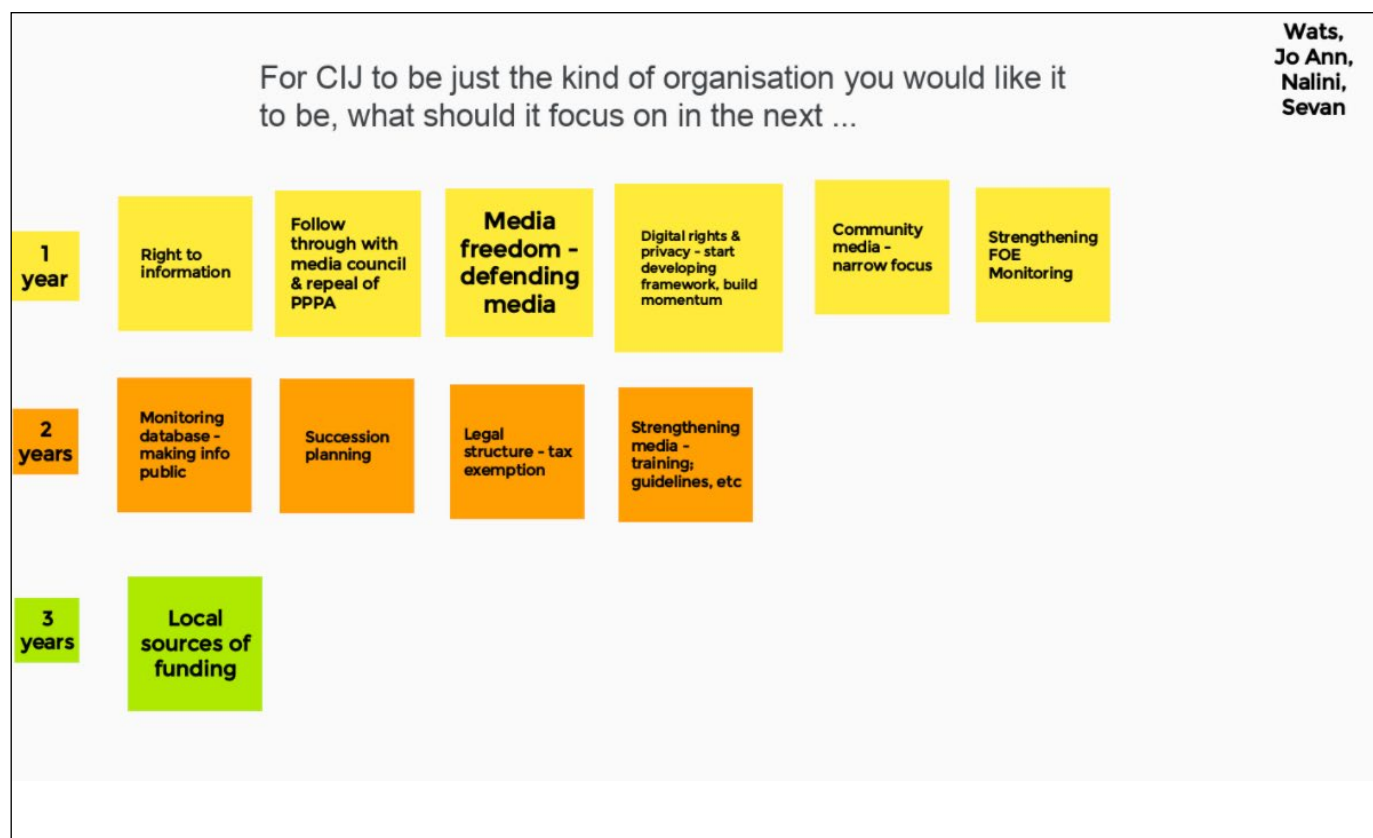 For CIJ to be just the kind of organisation you would like it
to be, what should it focus on in the next ...
Wats,
Jo Ann,
Nalini,
Sevan
1
year
Right to
information
Follow
through with
media council
& repeal of
PPPA
Media
freedom -
defending
media
Digital rights &
privacy - start
developing
framework, build
momentum
Community
media -
narrow focus
Strengthening
FOE
Monitoring
2
years
Monitoring
database -
making info
public
Succession
planning
Legal
structure - tax
exemption
Strengthening
media -
training;
guidelines, etc
3
years
Local
sources of
funding